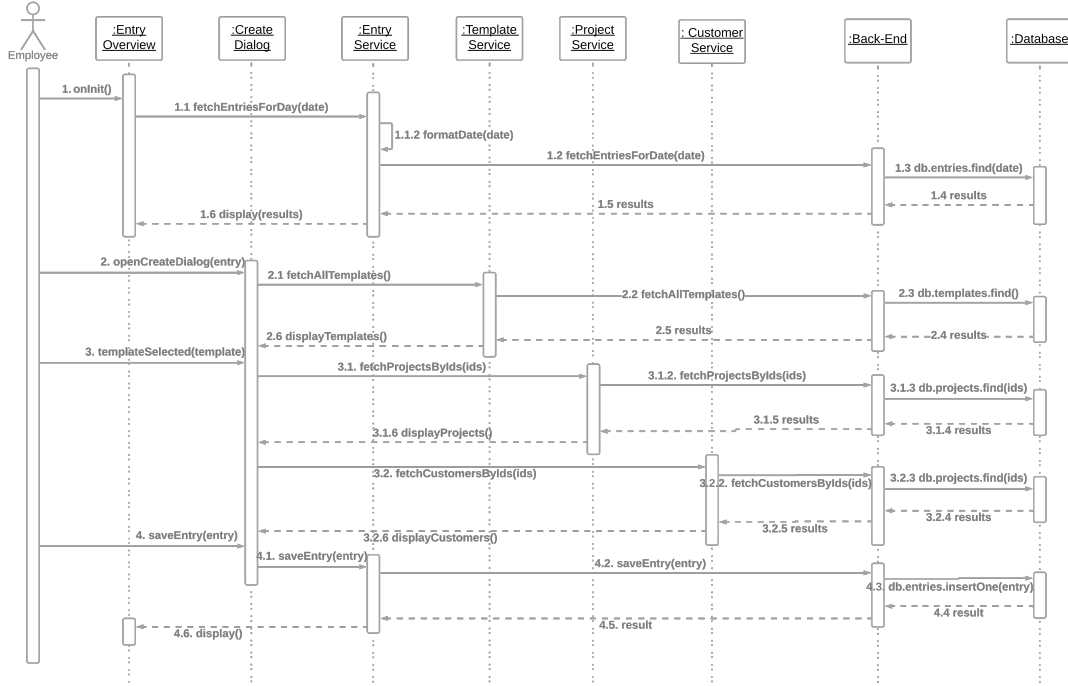 Employee
:Entry
Overview
:Create
Dialog
:Entry
Service
:Template
Service
:Project
Service
: Customer
Service
:Back-End
:Database
1. onInit()
1.1 fetchEntriesForDay(date)
1.1.2 formatDate(date)
1.2 fetchEntriesForDate(date)
1.3 db.entries.find(date)
1.4 results
1.5 results
1.6 display(results)
2. openCreateDialog(entry)
2.1 fetchAllTemplates()
2.2 fetchAllTemplates()
2.3 db.templates.find()
2.4 results
2.5 results
2.6 displayTemplates()
3. templateSelected(template)
3.1. fetchProjectsByIds(ids)
3.1.2. fetchProjectsByIds(ids)
3.1.3 db.projects.find(ids)
3.1.4 results
3.1.5 results
3.1.6 displayProjects()
3.2. fetchCustomersByIds(ids)
3.2.2. fetchCustomersByIds(ids)
3.2.3 db.projects.find(ids)
3.2.4 results
3.2.5 results
3.2.6 displayCustomers()
4. saveEntry(entry)
4.1. saveEntry(entry)
4.2. saveEntry(entry)
4.3. db.entries.insertOne(entry)
4.4 result
4.5. result
4.6. display()